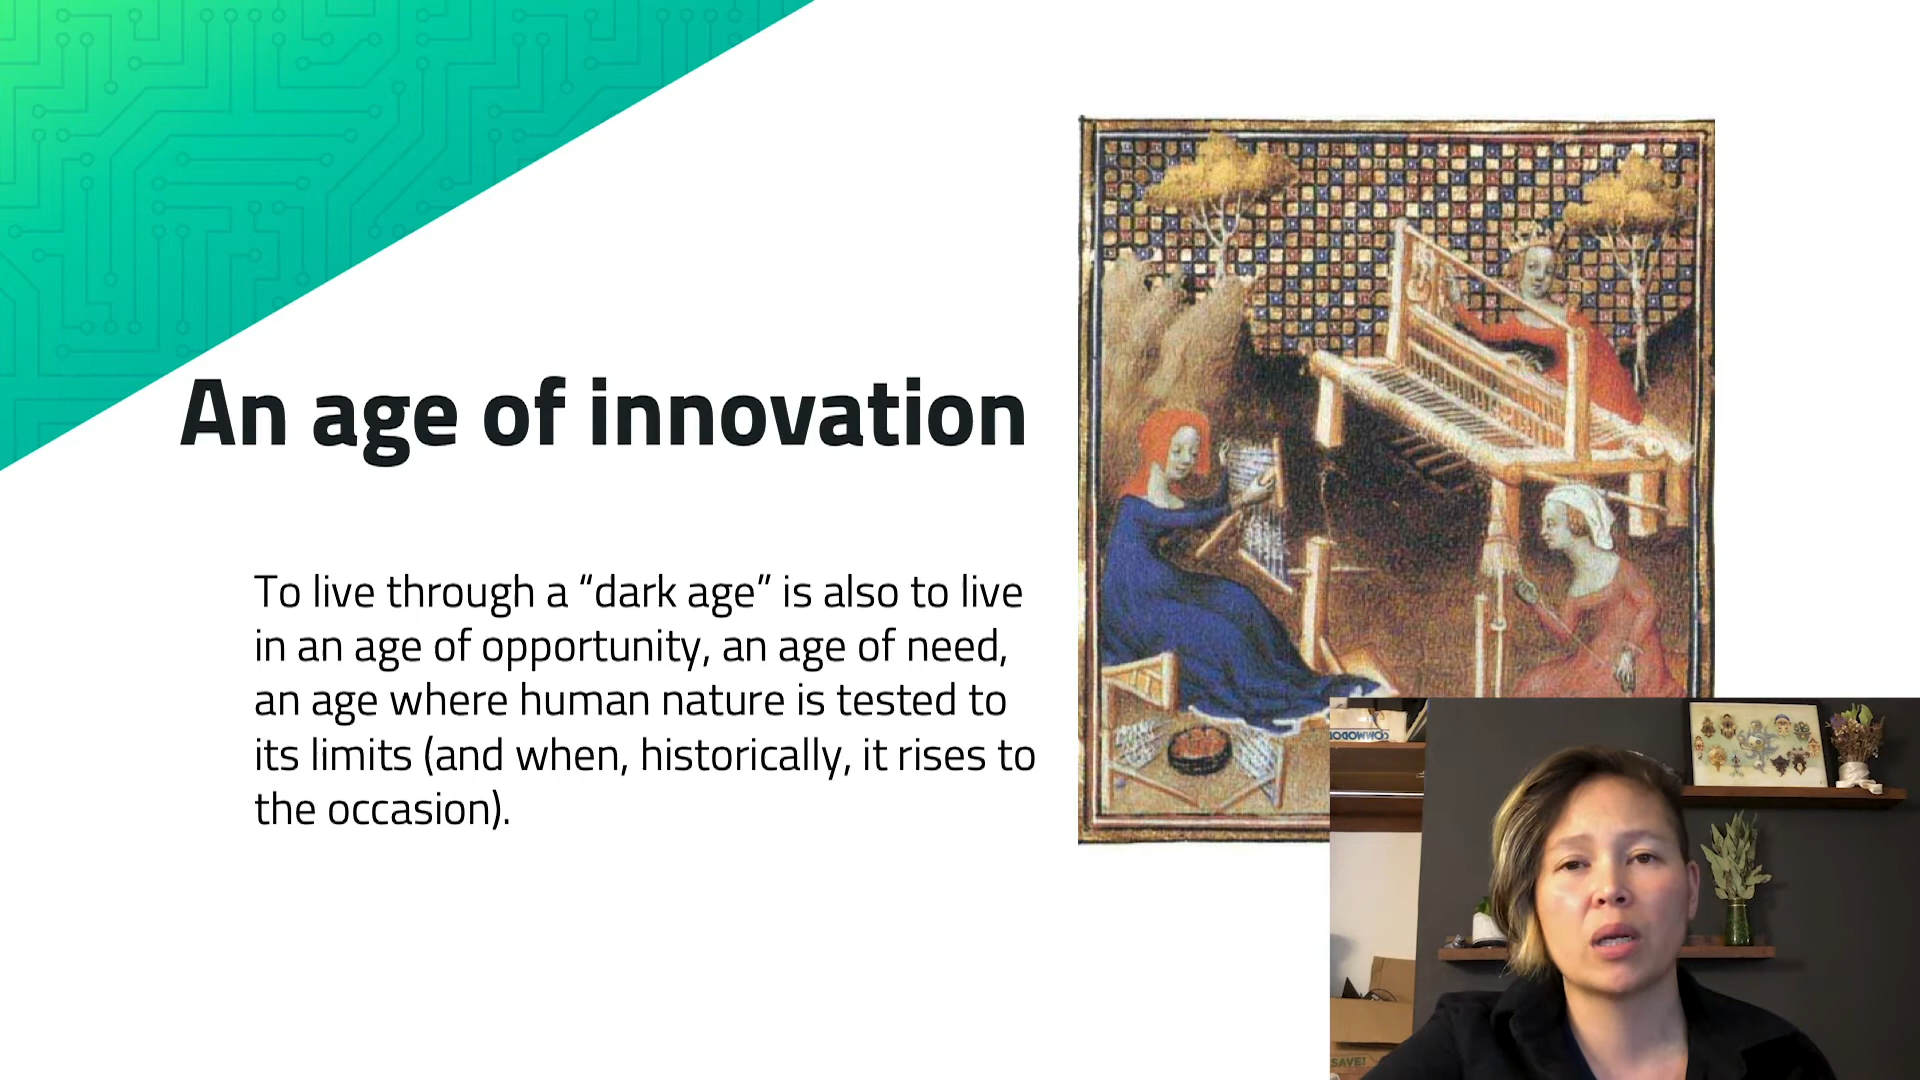 An age of innovation
To live through a “dark age” is also to live
in an age of opportunity, an age of need,
an age where human nature is tested to
its limits (and when, historically, it rises to
the occasion).
COMMODOR
SAVE!